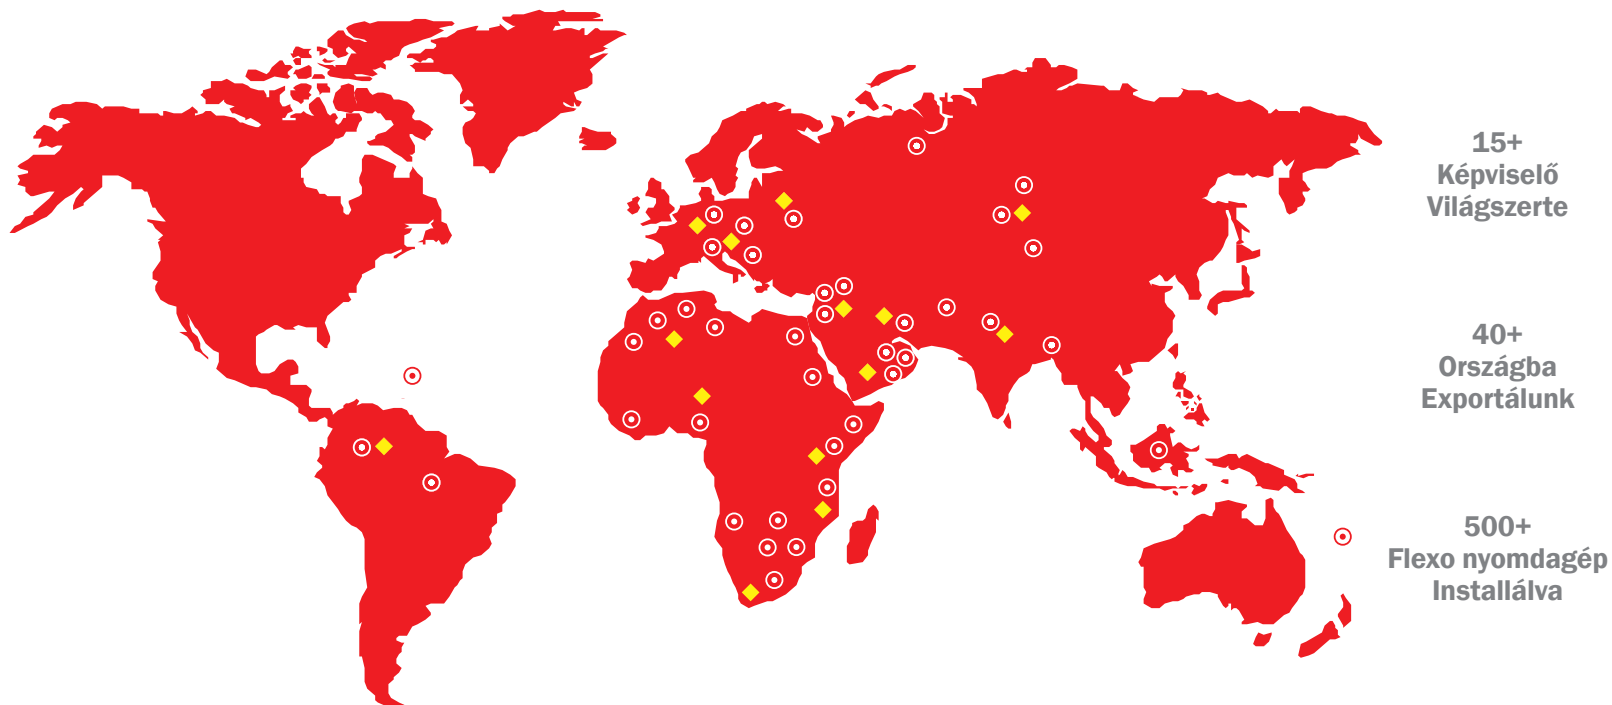 15+
Képviselő
Világszerte
40+
Országba
Exportálunk
500+
Flexo nyomdagép
Installálva